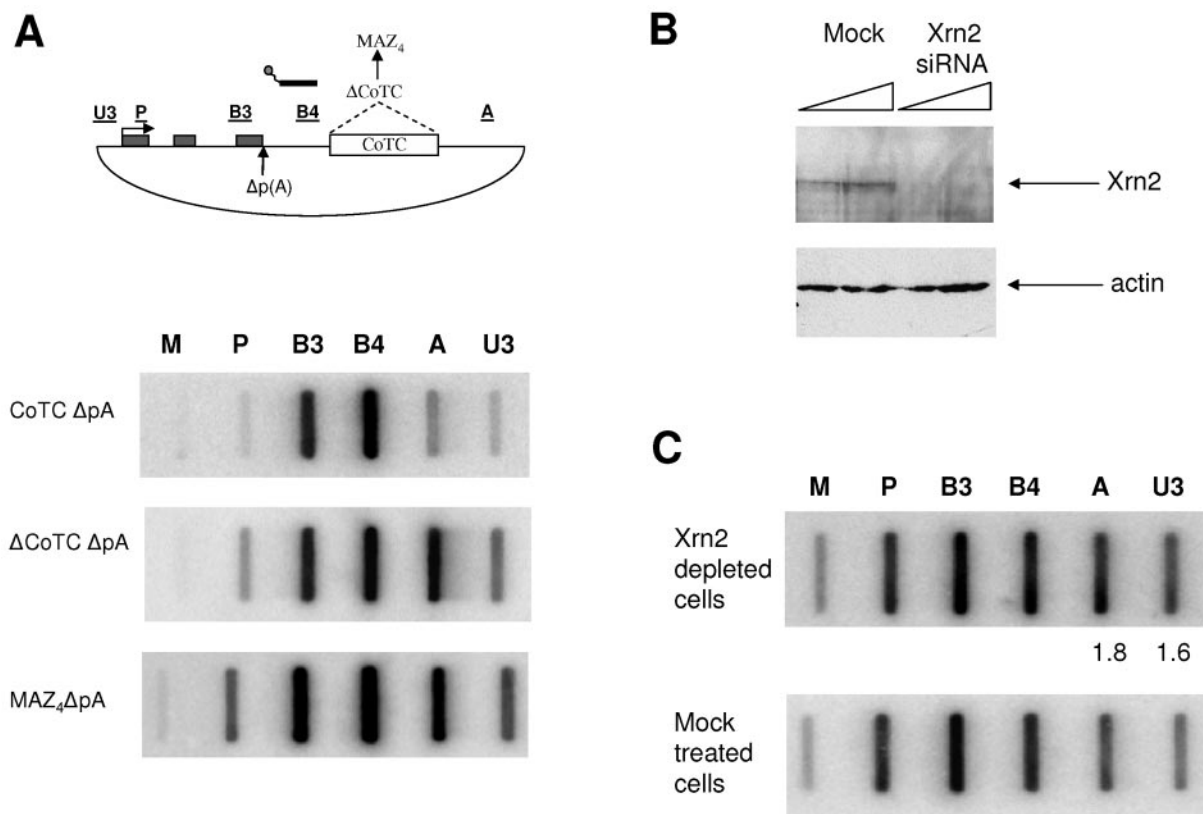 A
MAZ₄
ΔCoTC
U3 P B3 B4 A
CoTC
Δp(A)
M P B3 B4 A U3
CoTC ΔpA
ΔCoTC ΔpA
MAZ₄ΔpA
B
Mock Xrn2
siRNA
Xrn2
actin
C
M P B3 B4 A U3
Xrn2
depleted
cells
1.8 1.6
Mock
treated
cells